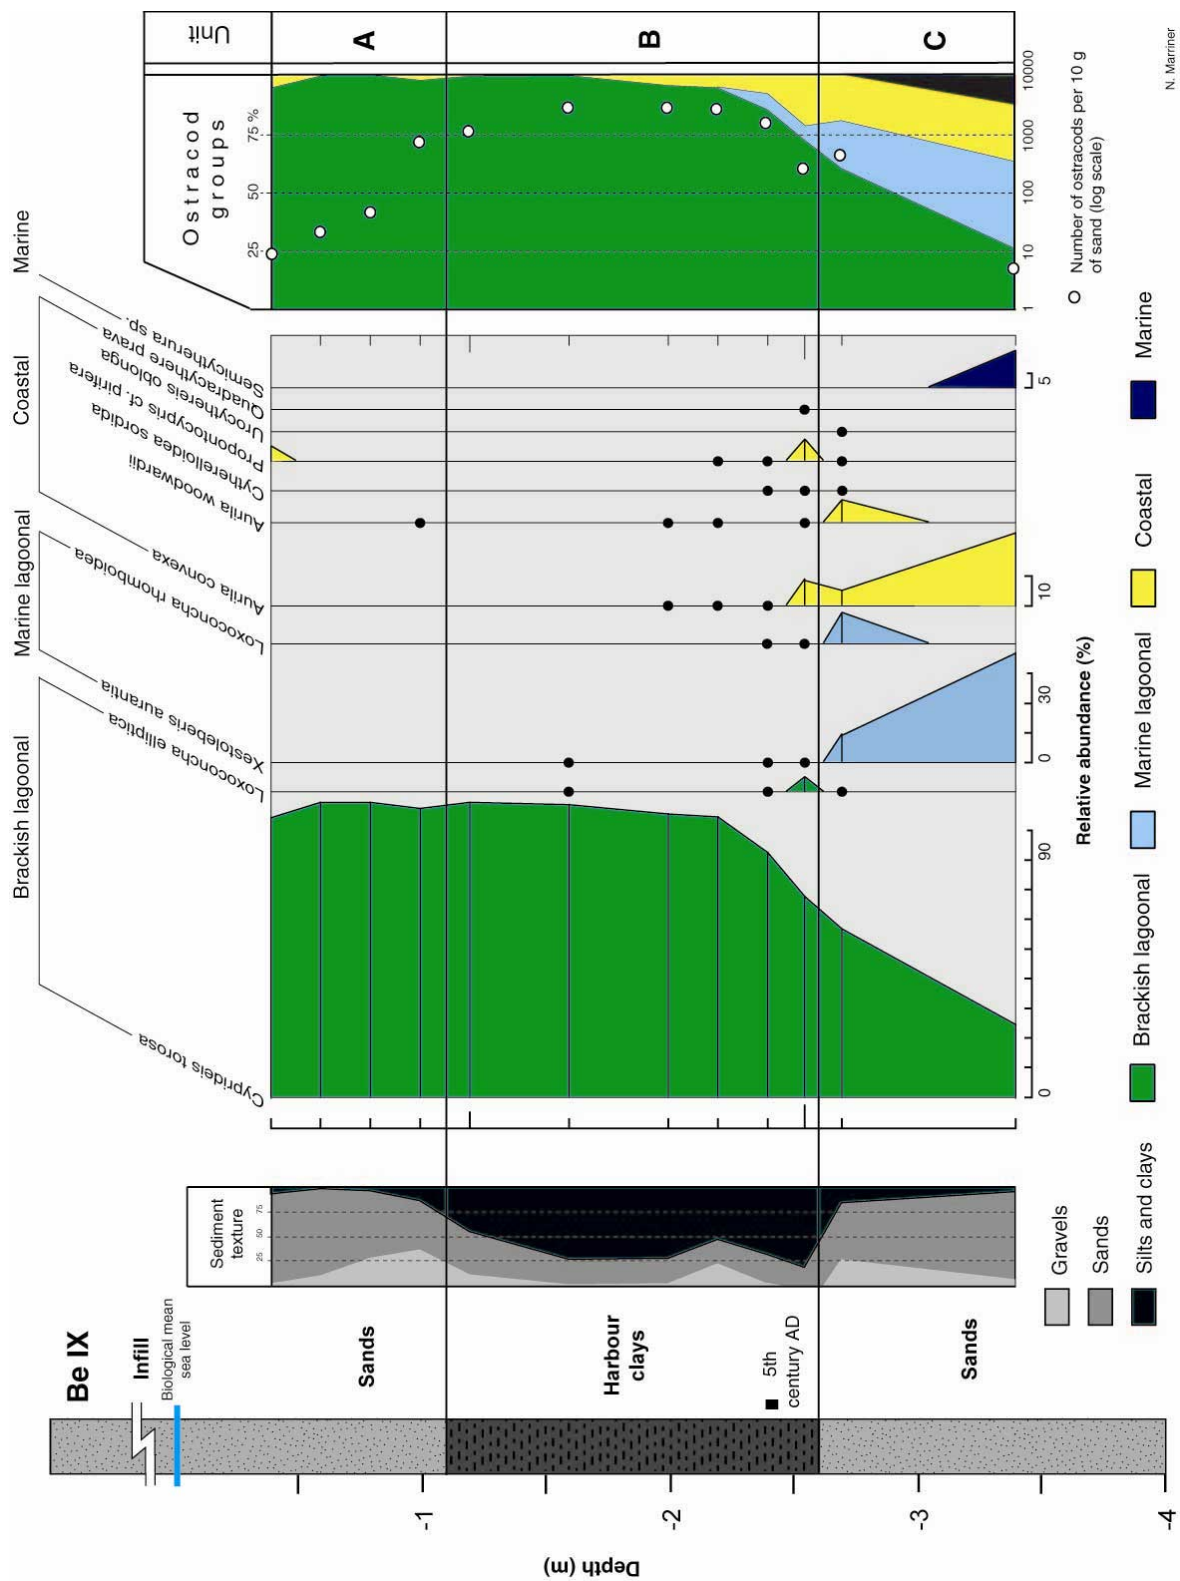 Be IX
Infill
Biological mean
sea level
Sands
Harbour
clays
5th
century AD
Sands
Depth (m)
-1
-2
-3
-4
Sediment
texture
25
50
75
Gravels
Sands
Silts and clays
Brackish lagoonal
Marine lagoonal
Coastal
Marine
Cyprideis torosa
Loxoconcha elliptica
Xestoleberis aurantia
Loxoconcha rhomboidea
Aurila convexa
Aurila woodwardii
Cytherelloidea sordida
Propontocypris cf. pirifera
Urocythereis oblonga
Quadracythere prava
Semicytherura sp.
0
90
0
30
10
5
Relative abundance (%)
Ostracod
groups
25
50
75 %
Unit
A
B
C
1
10
100
1000
10000
Number of ostracods per 10 g
of sand (log scale)
Brackish lagoonal
Marine lagoonal
Coastal
Marine
N. Marriner